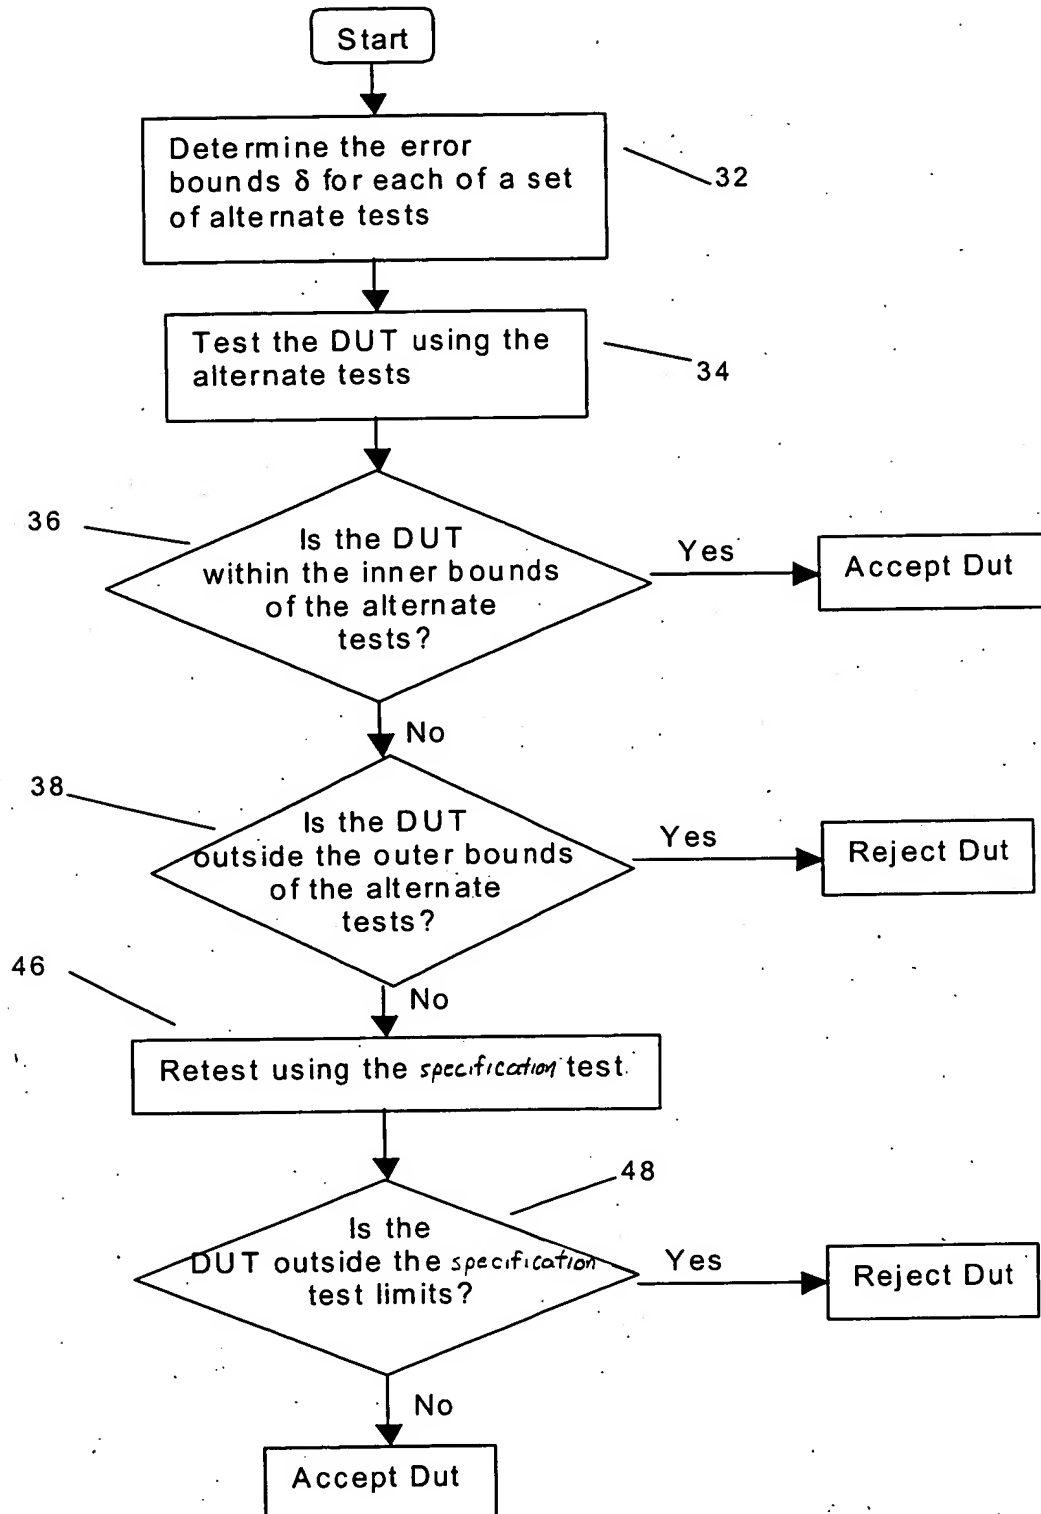 Start
Determine the error
bounds δ for each of a set
of alternate tests
32
Test the DUT using the
alternate tests
34
36
Is the DUT
within the inner bounds
of the alternate
tests?
Yes
Accept Dut
No
38
Is the DUT
outside the outer bounds
of the alternate
tests?
Yes
Reject Dut
46
No
Retest using the specification test.
48
Is the
DUT outside the specification
test limits?
Yes
Reject Dut
No
Accept Dut